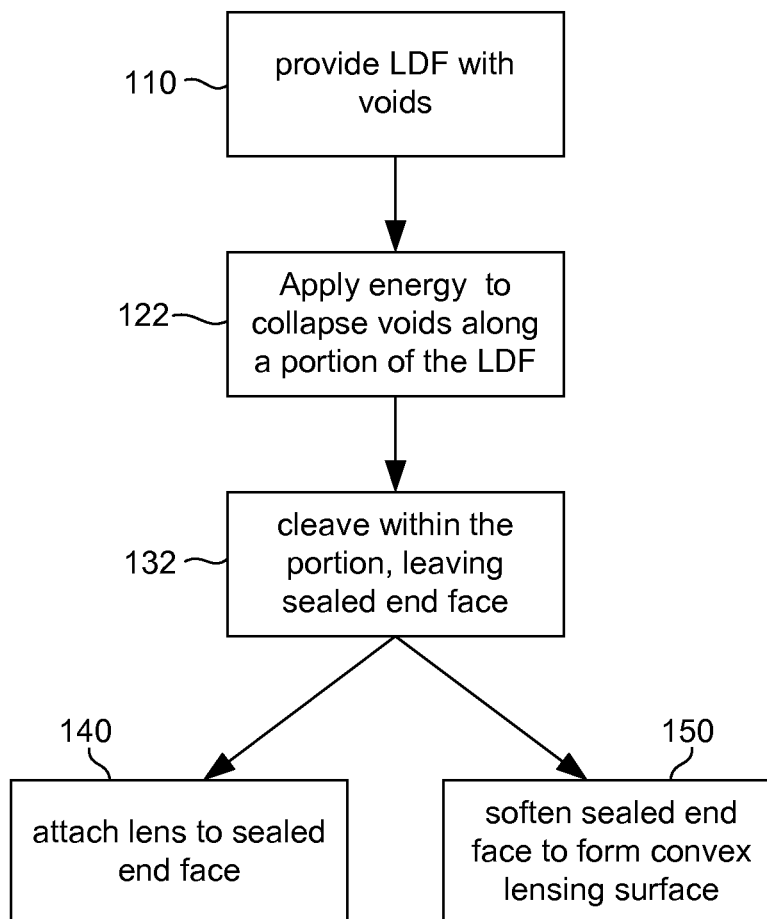 110
provide LDF with
voids
122
Apply energy to
collapse voids along
a portion of the LDF
132
cleave within the
portion, leaving
sealed end face
140
attach lens to sealed
end face
150
soften sealed end
face to form convex
lensing surface